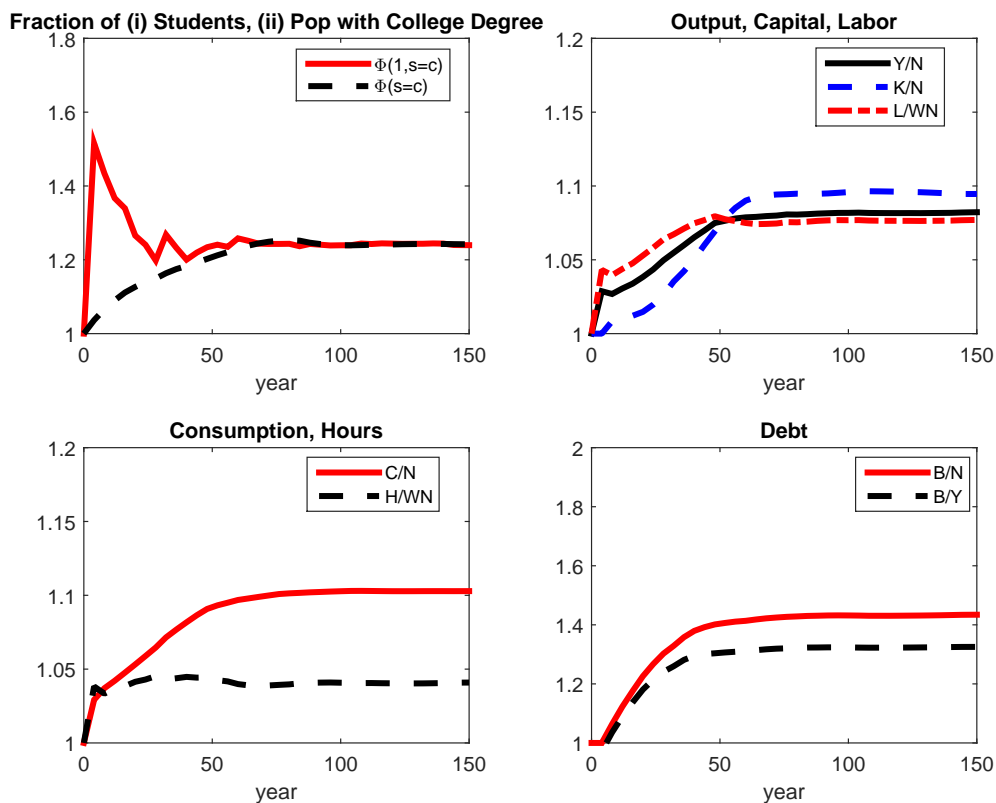 Fraction of (i) Students, (ii) Pop with College Degree
1.8
1.6
1.4
1.2
1
0
50
100
150
year
Φ(1,s=c)
Φ(s=c)
Output, Capital, Labor
1.2
1.15
1.1
1.05
1
0
50
100
150
year
Y/N
K/N
L/WN
Consumption, Hours
1.2
1.15
1.1
1.05
1
0
50
100
150
year
C/N
H/WN
Debt
2
1.8
1.6
1.4
1.2
1
0
50
100
150
year
B/N
B/Y